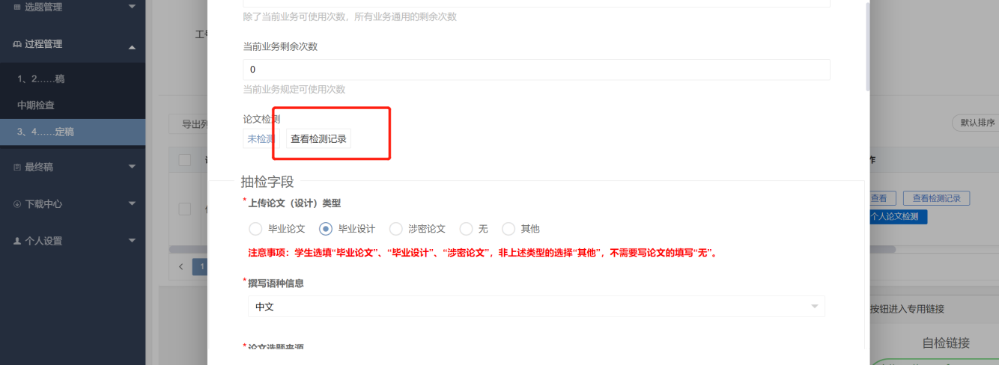 选题管理
过程管理
1、2……稿
中期检查
3、4……定稿
最终稿
下载中心
个人设置
导出列
1
除了当前业务可使用次数，所有业务通用的剩余次数
当前业务剩余次数
0
当前业务规定可使用次数
论文检测
未检测 查看检测记录
抽检字段
*上传论文（设计）类型
毕业论文 毕业设计 涉密论文 无 其他
注意事项：学生选填“毕业论文”、“毕业设计”、“涉密论文”，非上述类型的选择“其他”，不需要写论文的填写“无”。
*撰写语种信息
中文
*论文选题来源
默认排序
查看 查看检测记录
个人论文检测
按钮进入专用链接
自检链接